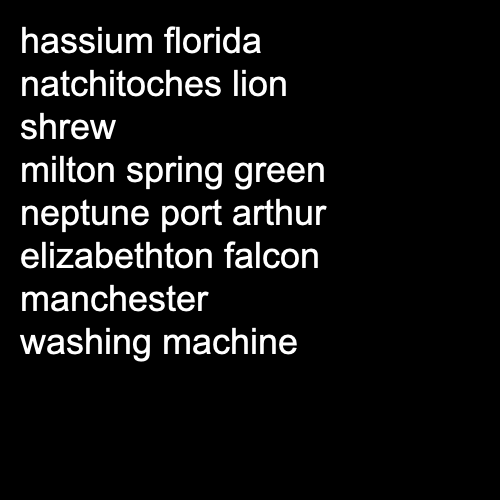 hassium florida
natchitoches lion
shrew
milton spring green
neptune port arthur
elizabethton falcon
manchester
washing machine